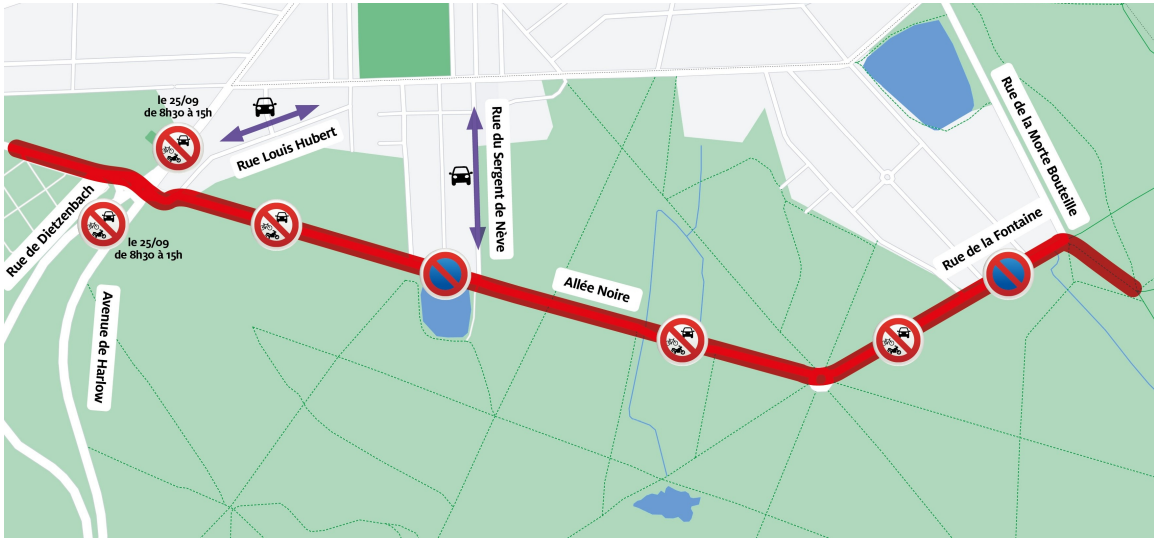 le 25/09
de 8h30 à 15h
Rue Louis Hubert
Rue du Sergent de Nève
Rue de la Morte Bouteille
Rue de Dietzenbach
le 25/09
de 8h30 à 15h
Rue de la Fontaine
Allée Noire
Avenue de Harlow